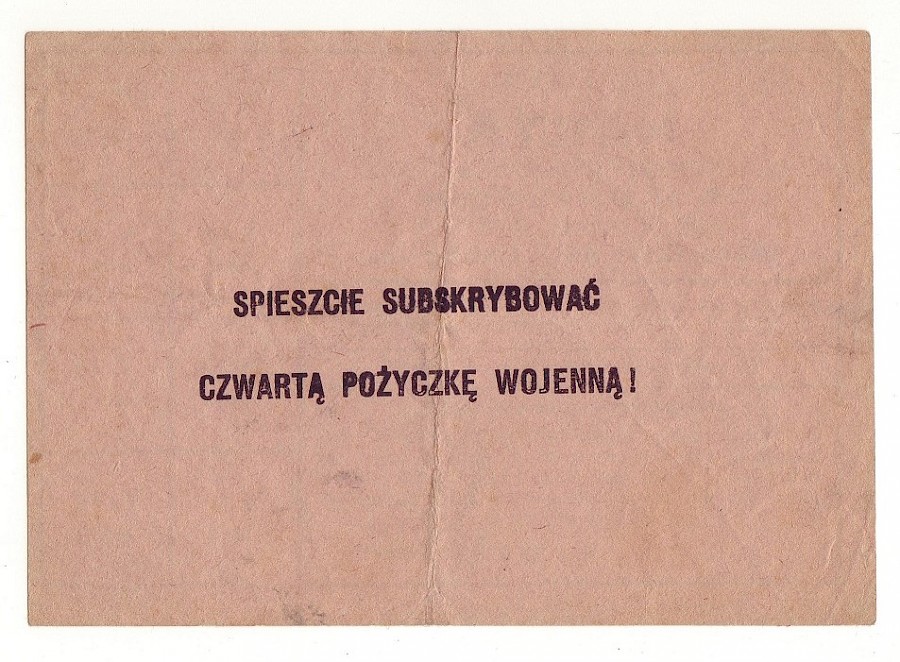 SPIESZCIE SUBSKRYBOWAĆ
CZWARTĄ POŻYCZKĘ WOJENNĄ!